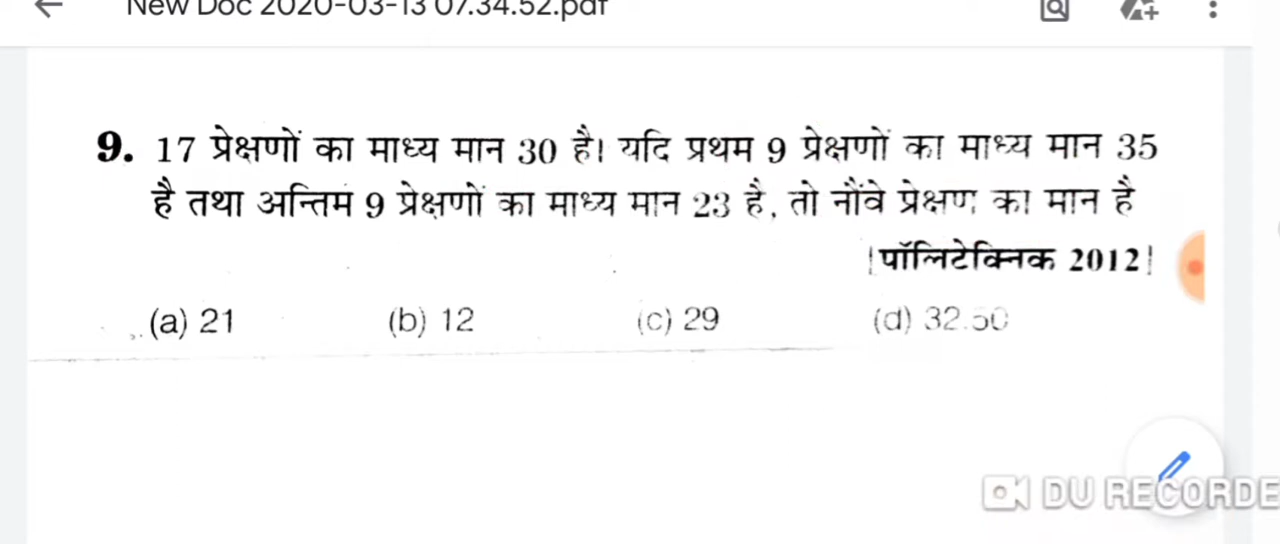 New Doc 2020-03-13 07.34.52.pdf
9. 17 प्रेक्षणों का माध्य मान 30 है। यदि प्रथम 9 प्रेक्षणों का माध्य मान 35
है तथा अन्तिम 9 प्रेक्षणों का माध्य मान 23 है, तो नौंवे प्रेक्षण का मान है
|पॉलिटेक्निक 2012|
(a) 21 (b) 12 (c) 29 (d) 32.50
DU RECORDE